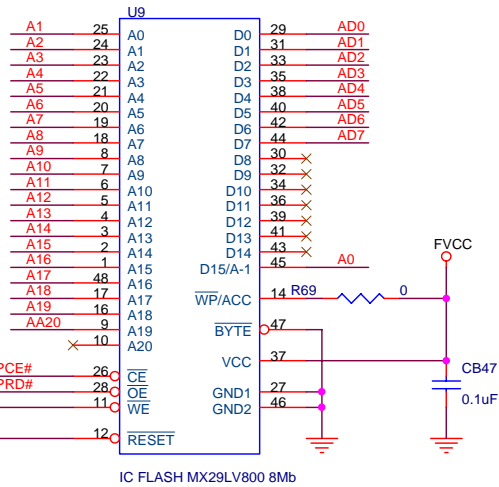 U9
A1 25 A0 D0 29 AD0
A2 24 A1 D1 31 AD1
A3 23 A2 D2 33 AD2
A4 22 A3 D3 35 AD3
A5 21 A4 D4 38 AD4
A6 20 A5 D5 40 AD5
A7 19 A6 D6 42 AD6
A8 18 A7 D7 44 AD7
A9 8 A8 D8 30
A10 7 A9 D9 32
A11 6 A10 D10 34
A12 5 A11 D11 36
A13 4 A12 D12 39
A14 3 A13 D13 41
A15 2 A14 D14 43 FVCC
A16 1 A15 D15/A-1 45 A0
A17 48 A16
A18 17 A17 WP/ACC 14 R69 0
A19 16 A18
AA20 9 A19 BYTE 47
10 A20
VCC 37
PCE# 26 CE CB47
PRD# 28 OE GND1 27 0.1uF
11 WE GND2 46
12 RESET
IC FLASH MX29LV800 8Mb